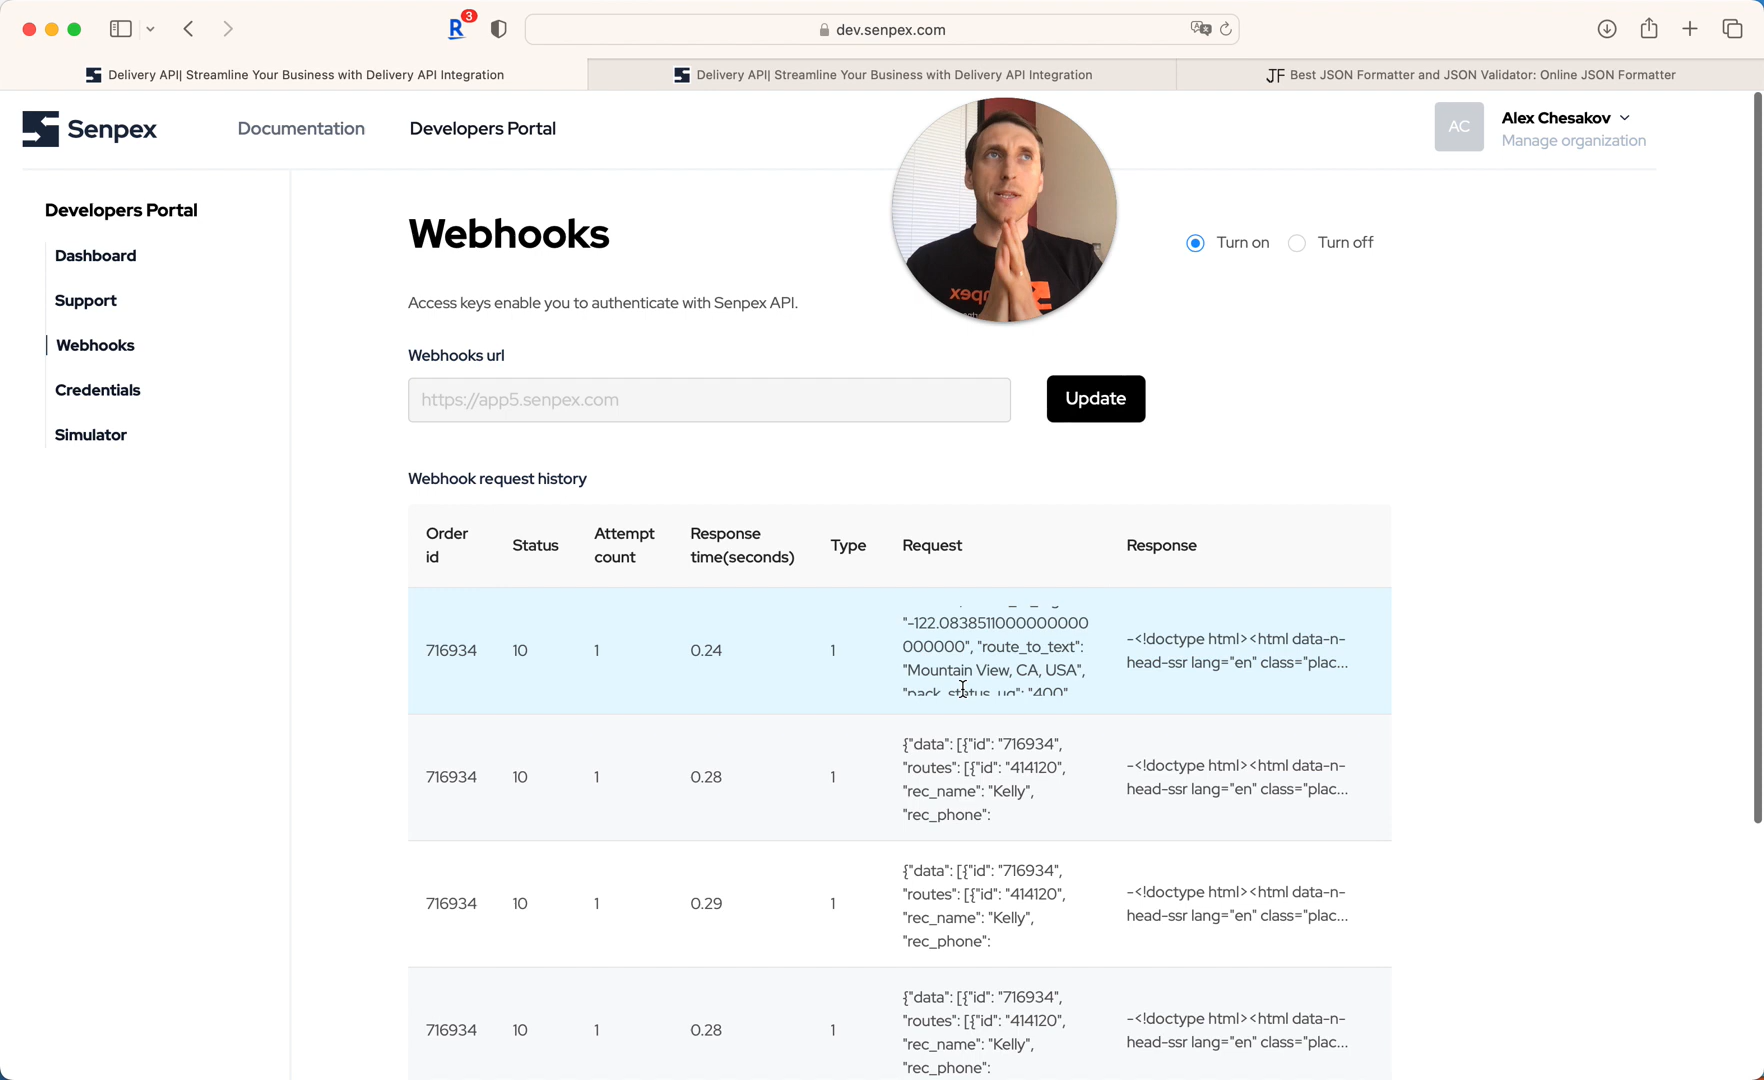 3
R
dev.senpex.com
Delivery API| Streamline Your Business with Delivery API Integration
Delivery API| Streamline Your Business with Delivery API Integration
JF Best JSON Formatter and JSON Validator: Online JSON Formatter
Senpex
Documentation
Developers Portal
AC
Alex Chesakov
Manage organization
Developers Portal
Dashboard
Support
Webhooks
Credentials
Simulator
Webhooks
Turn on
Turn off
Access keys enable you to authenticate with Senpex API.
Webhooks url
https://app5.senpex.com
Update
Webhook request history
Order id
Status
Attempt count
Response time(seconds)
Type
Request
Response
716934
10
1
0.24
1
"-122.0838511000000000
000000", "route_to_text":
"Mountain View, CA, USA",
"pack_status_ug": "400"
-<!doctype html><html data-n-
head-ssr lang="en" class="plac...
716934
10
1
0.28
1
{"data": [{"id": "716934",
"routes": [{"id": "414120",
"rec_name": "Kelly",
"rec_phone":
-<!doctype html><html data-n-
head-ssr lang="en" class="plac...
716934
10
1
0.29
1
{"data": [{"id": "716934",
"routes": [{"id": "414120",
"rec_name": "Kelly",
"rec_phone":
-<!doctype html><html data-n-
head-ssr lang="en" class="plac...
716934
10
1
0.28
1
{"data": [{"id": "716934",
"routes": [{"id": "414120",
"rec_name": "Kelly",
"rec_phone":
-<!doctype html><html data-n-
head-ssr lang="en" class="plac...